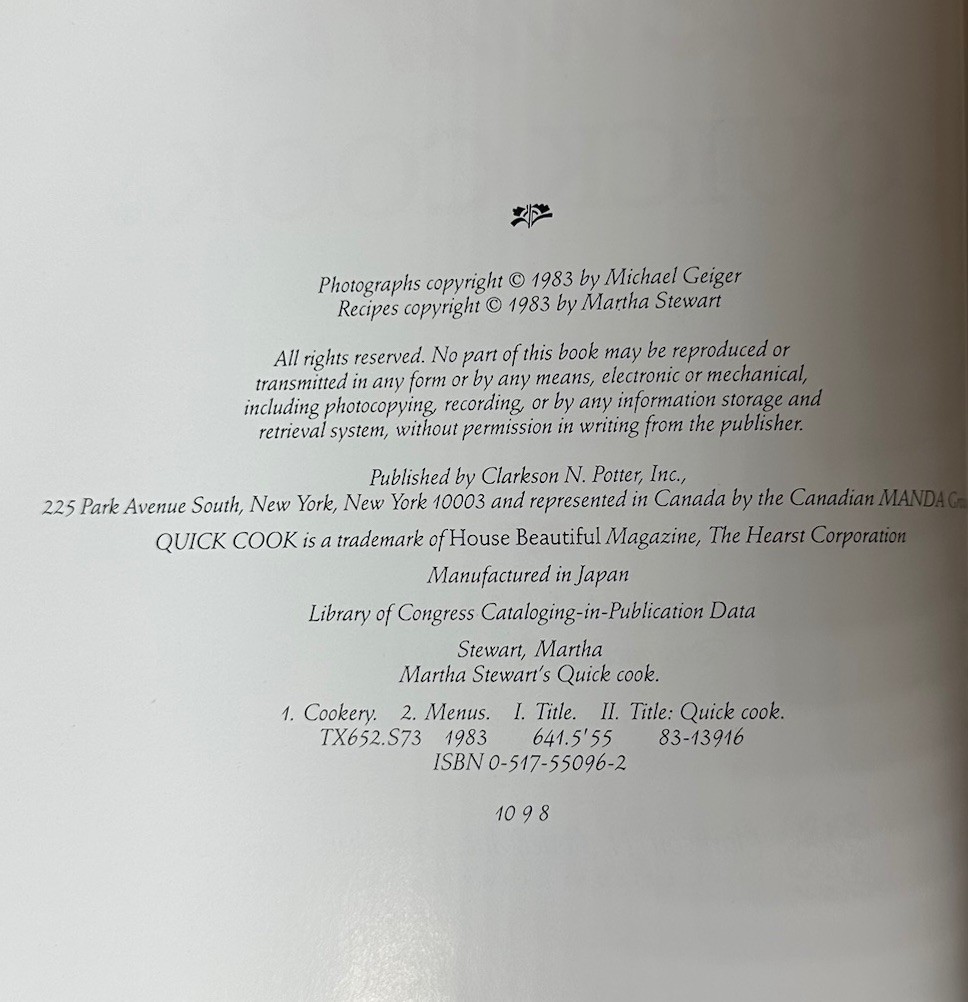 Photographs copyright © 1983 by Michael Geiger
Recipes copyright © 1983 by Martha Stewart
All rights reserved. No part of this book may be reproduced or
transmitted in any form or by any means, electronic or mechanical,
including photocopying, recording, or by any information storage and
retrieval system, without permission in writing from the publisher.
Published by Clarkson N. Potter, Inc.,
225 Park Avenue South, New York, New York 10003 and represented in Canada by the Canadian MANDA
QUICK COOK is a trademark of House Beautiful Magazine, The Hearst Corporation
Manufactured in Japan
Library of Congress Cataloging-in-Publication Data
Stewart, Martha
Martha Stewart's Quick cook.
1. Cookery. 2. Menus. I. Title. II. Title: Quick cook.
TX652.S73 1983 641.5'55 83-13916
ISBN 0-517-55096-2
10 9 8